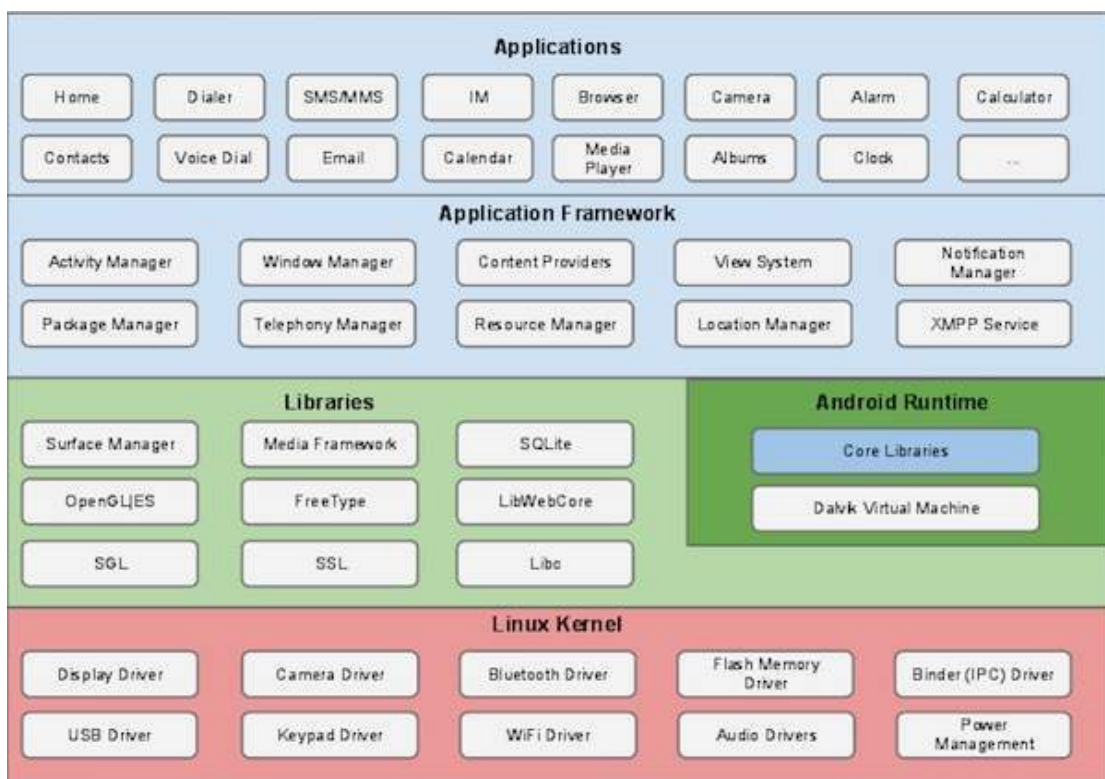 Applications
Home Dialer SMS/MMS IM Browser Camera Alarm Calculator
Contacts Voice Dial Email Calendar Media Player Albums Clock ...
Application Framework
Activity Manager Window Manager Content Providers View System Notification Manager
Package Manager Telephony Manager Resource Manager Location Manager XMPP Service
Libraries
Surface Manager Media Framework SQLite
OpenGL|ES FreeType LibWebCore
SGL SSL Libc
Android Runtime
Core Libraries
Dalvik Virtual Machine
Linux Kernel
Display Driver Camera Driver Bluetooth Driver Flash Memory Driver Binder (IPC) Driver
USB Driver Keypad Driver WiFi Driver Audio Drivers Power Management